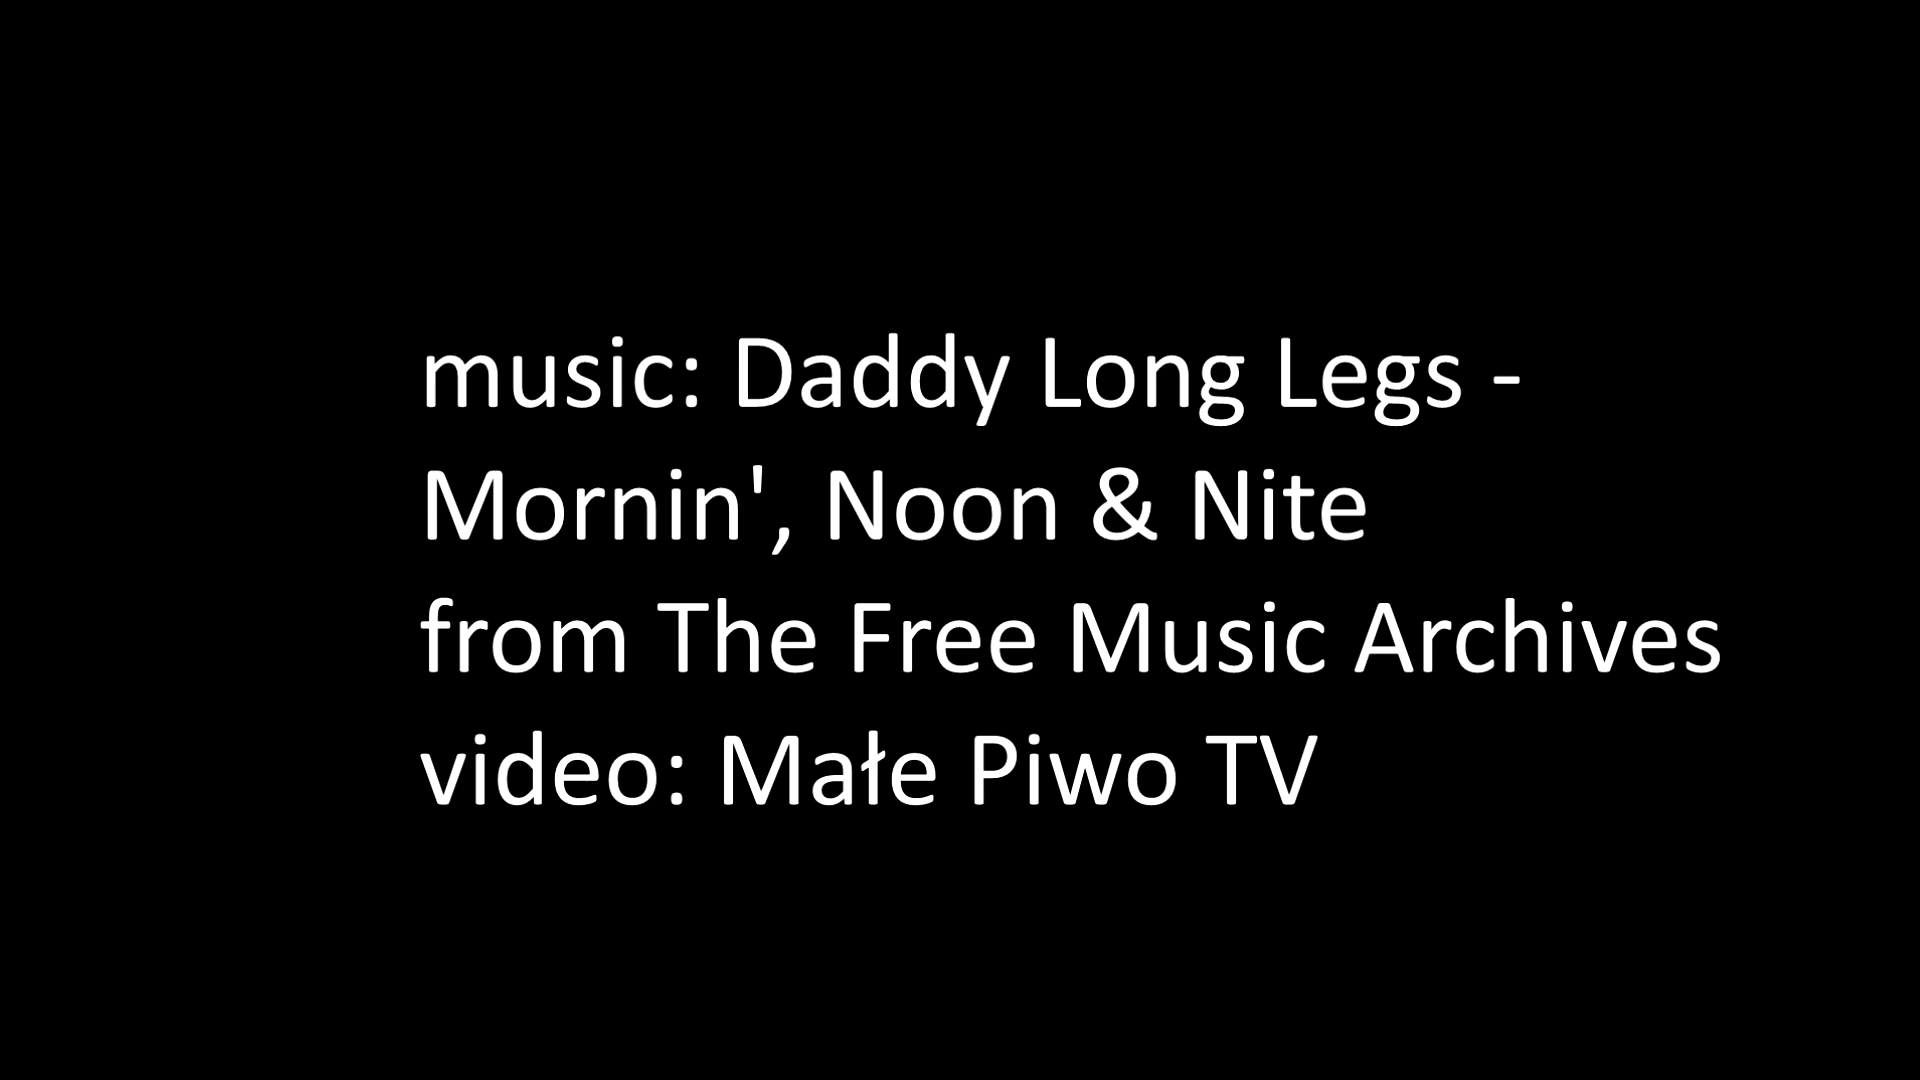 music: Daddy Long Legs -
Mornin', Noon & Nite
from The Free Music Archives
video: Małe Piwo TV